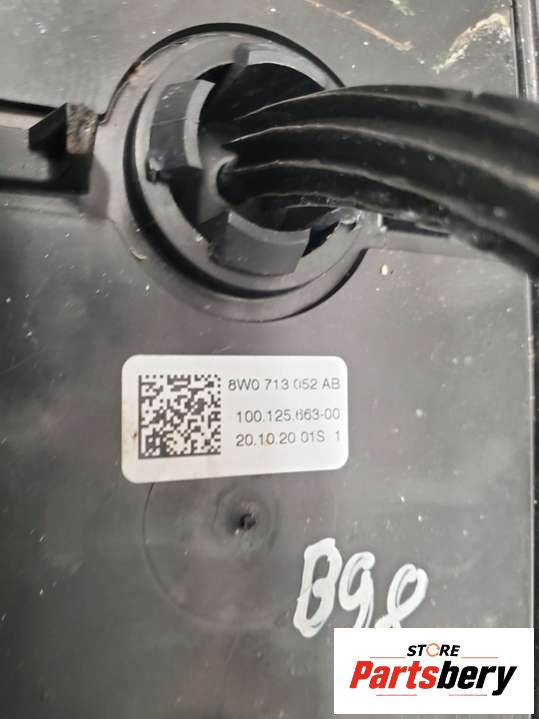 8W0 713 052 AB
100.125.663-00
20.10.20 01S 1
B98
STORE
Partsbery